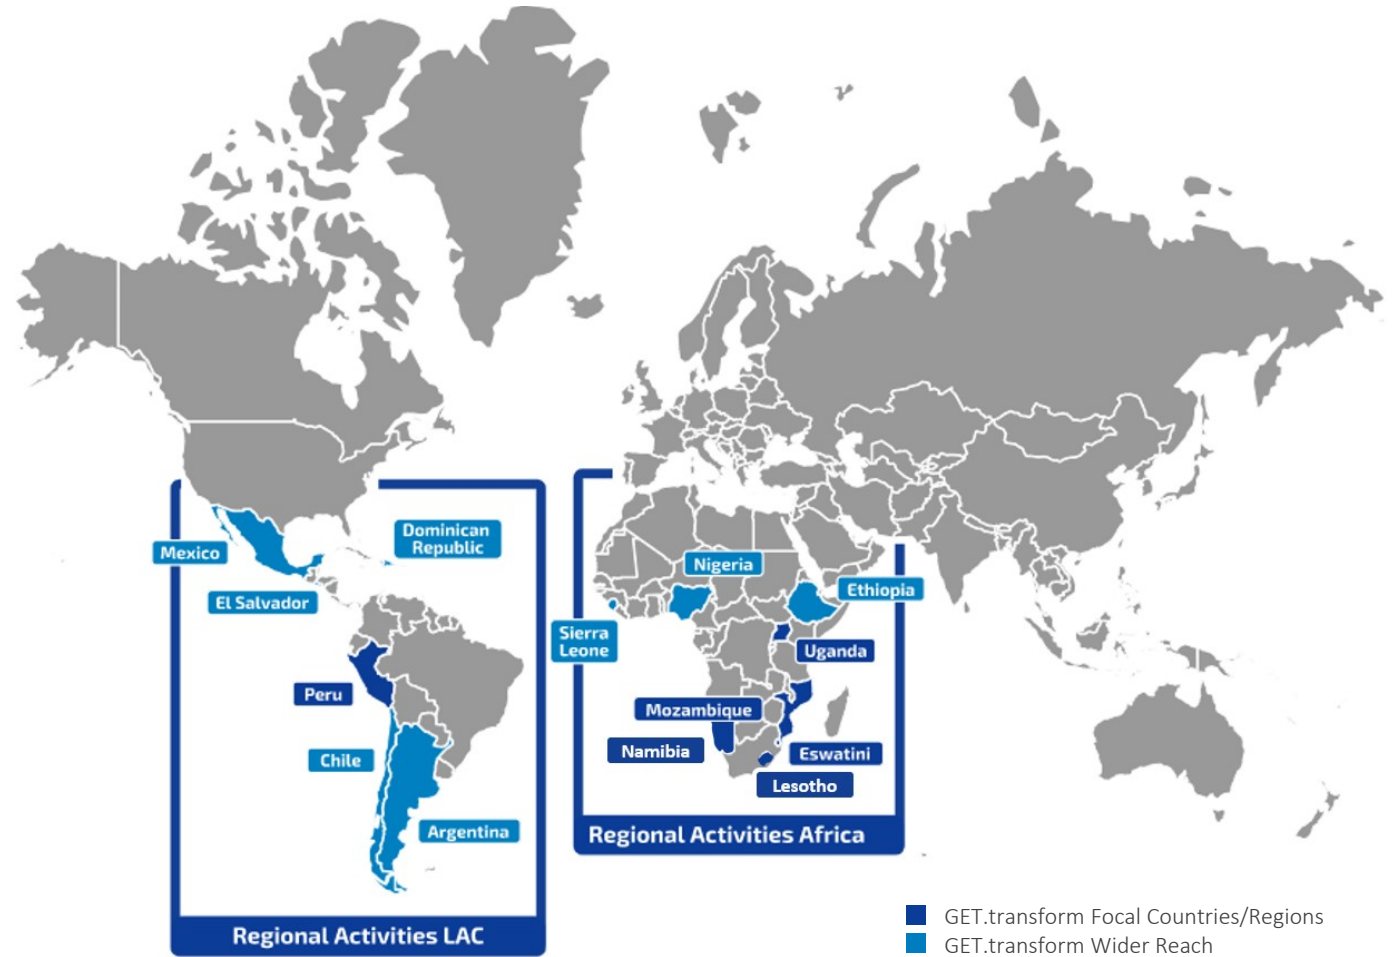 Mexico
Dominican
Republic
El Salvador
Peru
Chile
Argentina
Regional Activities LAC
Nigeria
Ethiopia
Sierra
Leone
Uganda
Mozambique
Namibia
Eswatini
Lesotho
Regional Activities Africa
GET.transform Focal Countries/Regions
GET.transform Wider Reach